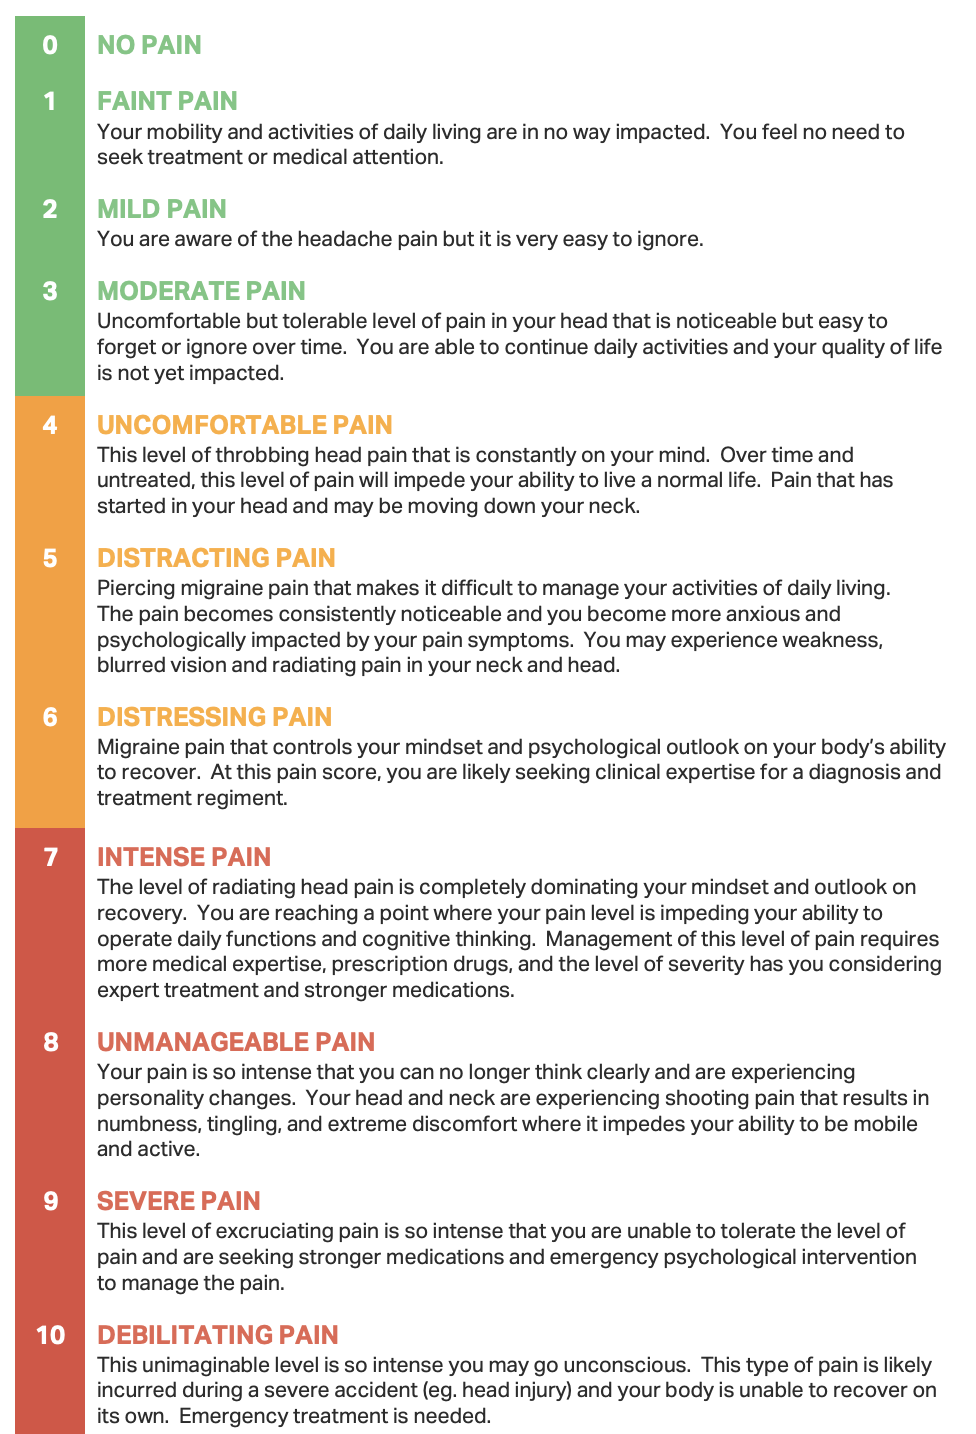 0 NO PAIN
1 FAINT PAIN
Your mobility and activities of daily living are in no way impacted.  You feel no need to
seek treatment or medical attention.
2 MILD PAIN
You are aware of the headache pain but it is very easy to ignore.
3 MODERATE PAIN
Uncomfortable but tolerable level of pain in your head that is noticeable but easy to
forget or ignore over time.  You are able to continue daily activities and your quality of life
is not yet impacted.
4 UNCOMFORTABLE PAIN
This level of throbbing head pain that is constantly on your mind.  Over time and
untreated, this level of pain will impede your ability to live a normal life.  Pain that has
started in your head and may be moving down your neck.
5 DISTRACTING PAIN
Piercing migraine pain that makes it difficult to manage your activities of daily living.
The pain becomes consistently noticeable and you become more anxious and
psychologically impacted by your pain symptoms.  You may experience weakness,
blurred vision and radiating pain in your neck and head.
6 DISTRESSING PAIN
Migraine pain that controls your mindset and psychological outlook on your body’s ability
to recover.  At this pain score, you are likely seeking clinical expertise for a diagnosis and
treatment regiment.
7 INTENSE PAIN
The level of radiating head pain is completely dominating your mindset and outlook on
recovery.  You are reaching a point where your pain level is impeding your ability to
operate daily functions and cognitive thinking.  Management of this level of pain requires
more medical expertise, prescription drugs, and the level of severity has you considering
expert treatment and stronger medications.
8 UNMANAGEABLE PAIN
Your pain is so intense that you can no longer think clearly and are experiencing
personality changes.  Your head and neck are experiencing shooting pain that results in
numbness, tingling, and extreme discomfort where it impedes your ability to be mobile
and active.
9 SEVERE PAIN
This level of excruciating pain is so intense that you are unable to tolerate the level of
pain and are seeking stronger medications and emergency psychological intervention
to manage the pain.
10 DEBILITATING PAIN
This unimaginable level is so intense you may go unconscious.  This type of pain is likely
incurred during a severe accident (eg. head injury) and your body is unable to recover on
its own.  Emergency treatment is needed.